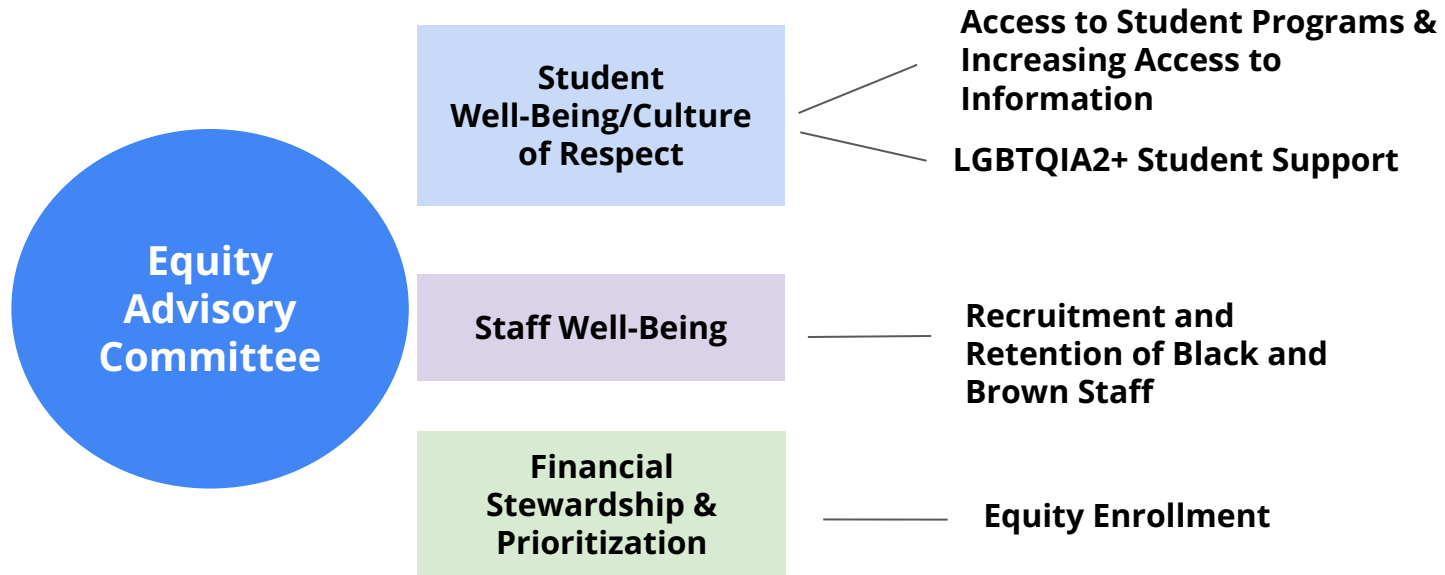 Equity
Advisory
Committee
Student
Well-Being/Culture
of Respect
Access to Student Programs &
Increasing Access to
Information
LGBTQIA2+ Student Support
Staff Well-Being
Recruitment and
Retention of Black and
Brown Staff
Financial
Stewardship &
Prioritization
Equity Enrollment